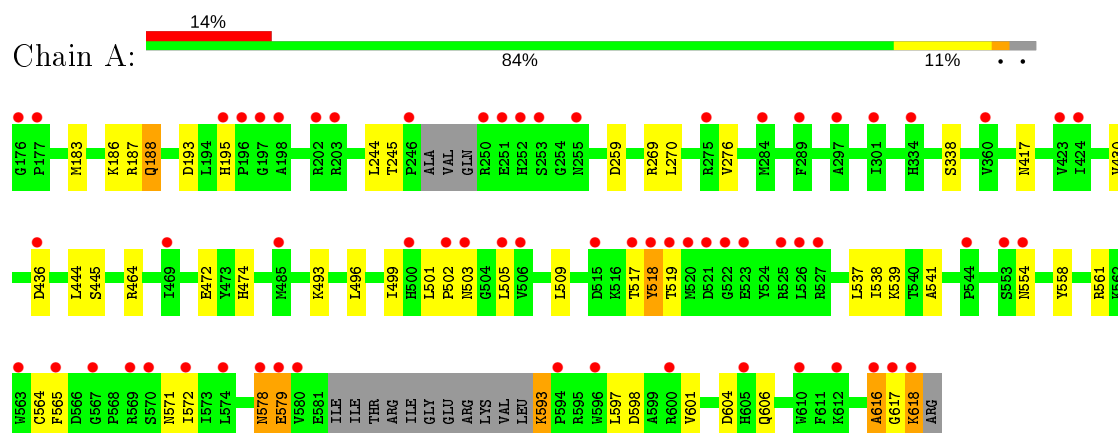 14%
Chain A:
84% 11% • •
G176 P177 M183 K186 R187 Q188 D193 L194 H195 P196 G197 A198 R202 R203 L244 T245 P246 ALA VAL GLN R250 E251 H252 S253 G254 N255 D259 R269 L270 R275 V276 M284 F289 A297 I301 H334 S338 V360 N417 V423 I424
D436 L444 S445 R464 I469 E472 Y473 H474 M485 K493 L496 I499 H500 L501 P502 N503 G504 L505 V506 L509 D515 K516 T517 Y518 T519 M520 D521 G522 E523 Y524 R525 L526 R527 L537 I538 K539 T540 A541 P544 S553 N554 Y558 R561
W563 C564 F565 D566 G567 P568 R569 S570 N571 I572 I573 L574 N578 E579 V580 E581 ILE ILE THR ARG ILE GLY GLU ARG LYS VAL LEU K593 P594 R595 W596 L597 D598 A599 R600 V601 D604 H605 Q606 W610 F611 K612 A616 G617 K618 ARG